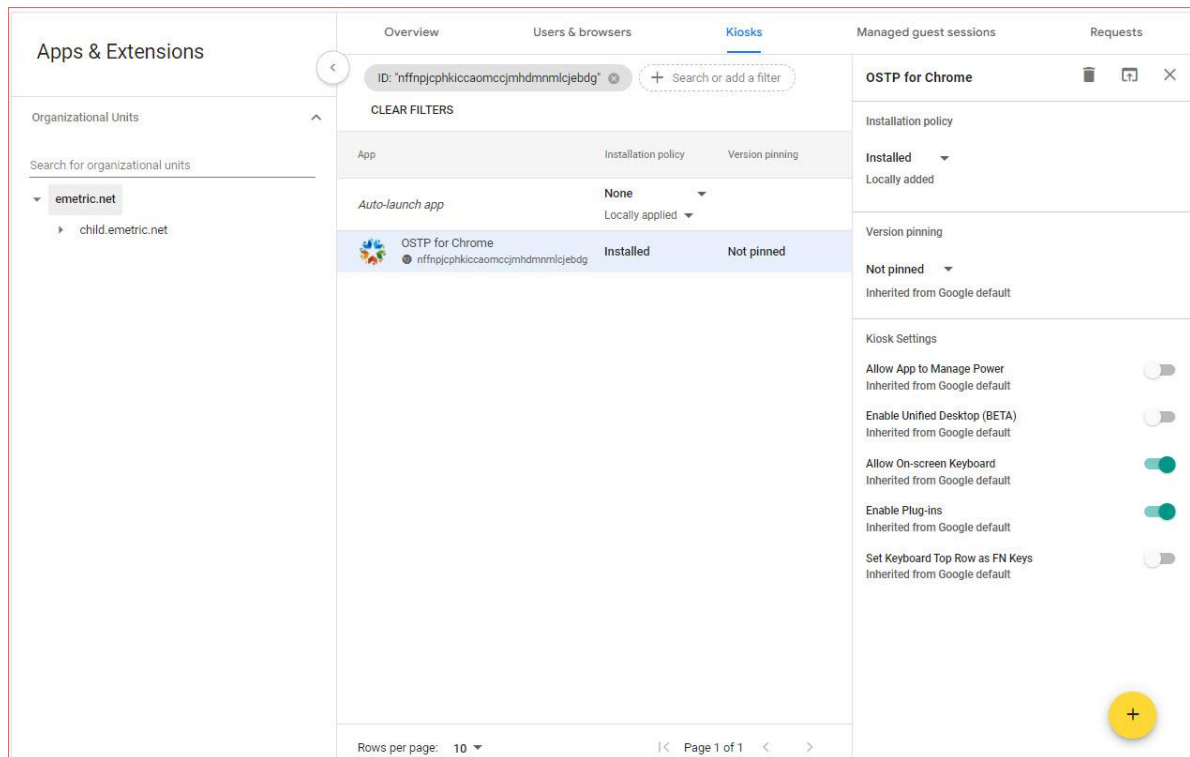 Apps & Extensions
Organizational Units
Search for organizational units
emetric.net
child.emetric.net
Overview
Users & browsers
Kiosks
Managed guest sessions
Requests
ID: "nffnpjcphkiccaomccjmhdmnmlcjebdg"
+ Search or add a filter
CLEAR FILTERS
App
Installation policy
Version pinning
Auto-launch app
None
Locally applied
OSTP for Chrome
nffnpjcphkiccaomccjmhdmnmlcjebdg
Installed
Not pinned
Rows per page: 10
Page 1 of 1
OSTP for Chrome
Installation policy
Installed
Locally added
Version pinning
Not pinned
Inherited from Google default
Kiosk Settings
Allow App to Manage Power
Inherited from Google default
Enable Unified Desktop (BETA)
Inherited from Google default
Allow On-screen Keyboard
Inherited from Google default
Enable Plug-ins
Inherited from Google default
Set Keyboard Top Row as FN Keys
Inherited from Google default